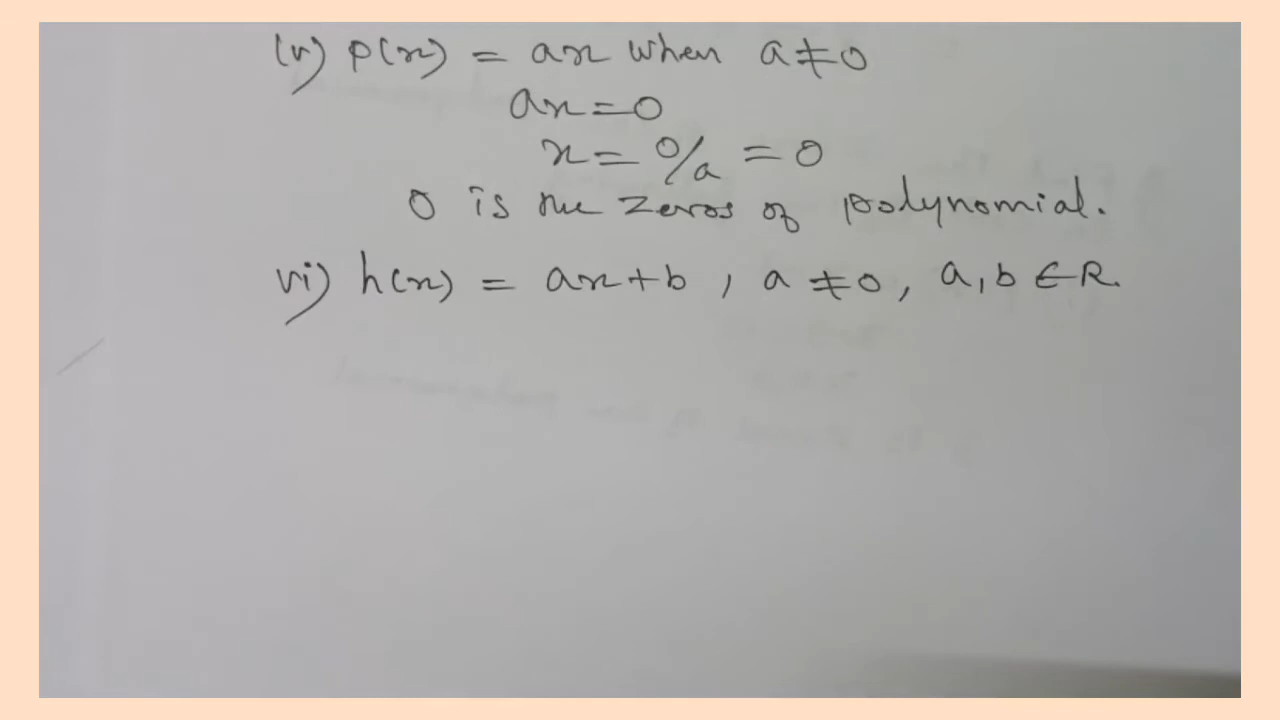 (v) p(x) = ax when a≠0
ax=0
x= 0/a = 0
0 is the zeros of polynomial.
vi) h(x) = ax+b , a ≠0, a,b ∈R.